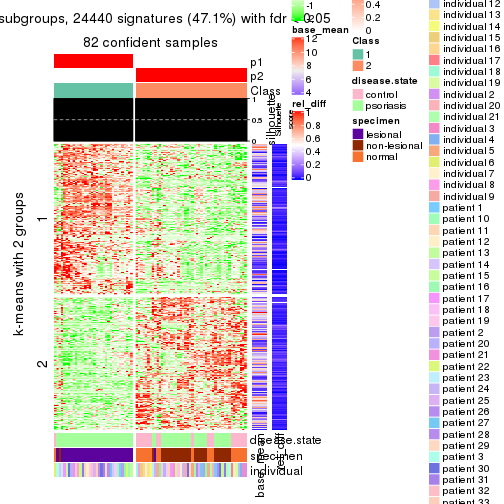 subgroups, 24440 signatures (47.1%) with fdr < 0.05
82 confident samples
p1
p2
Class
1
0.5
0
silhouette
k-means with 2 groups
1
2
disease.state
specimen
individual
base_mean
rel_diff
-1
base_mean
12
10
8
6
4
rel_diff
1
0.8
0.6
0.4
0.2
0
0.4
0.2
0
Class
1
2
disease.state
control
psoriasis
specimen
lesional
non-lesional
normal
individual 12
individual 13
individual 14
individual 15
individual 16
individual 17
individual 18
individual 19
individual 2
individual 20
individual 21
individual 3
individual 4
individual 5
individual 6
individual 7
individual 8
individual 9
patient 1
patient 10
patient 11
patient 12
patient 13
patient 14
patient 15
patient 16
patient 17
patient 18
patient 19
patient 2
patient 20
patient 21
patient 22
patient 23
patient 24
patient 25
patient 26
patient 27
patient 28
patient 29
patient 3
patient 30
patient 31
patient 32
patient 33